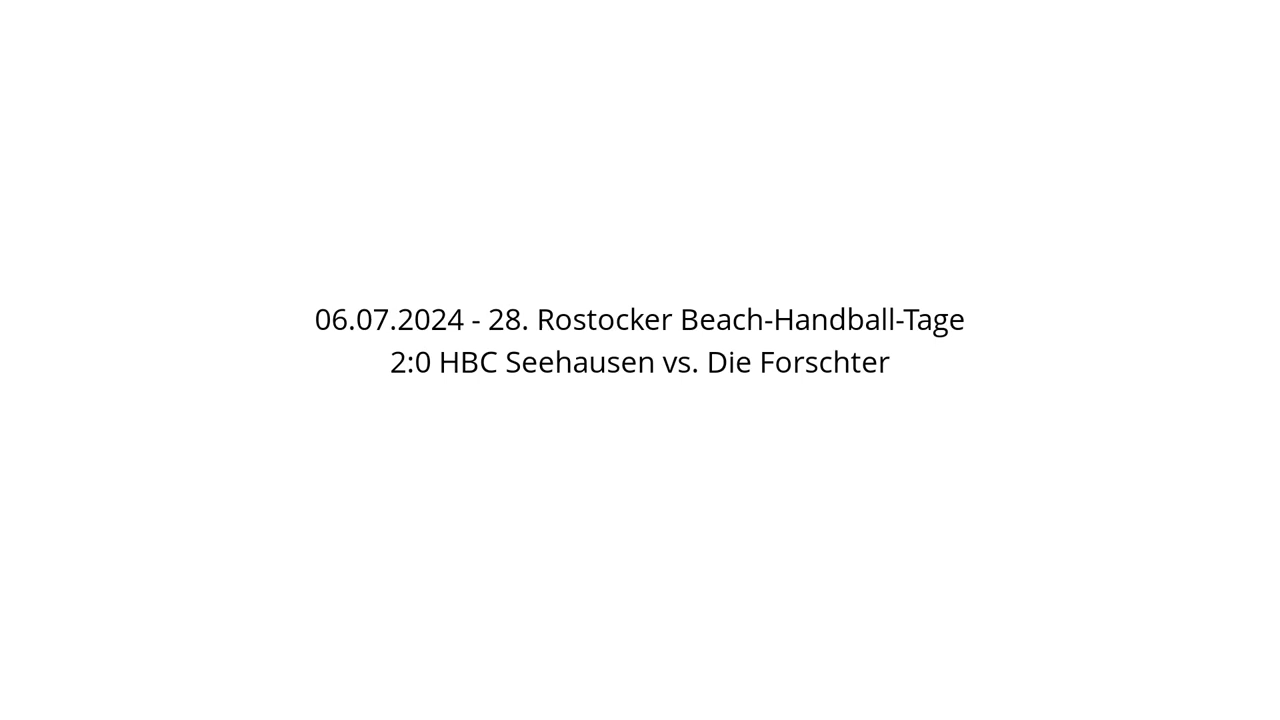 06.07.2024 - 28. Rostocker Beach-Handball-Tage
2:0 HBC Seehausen vs. Die Forschter